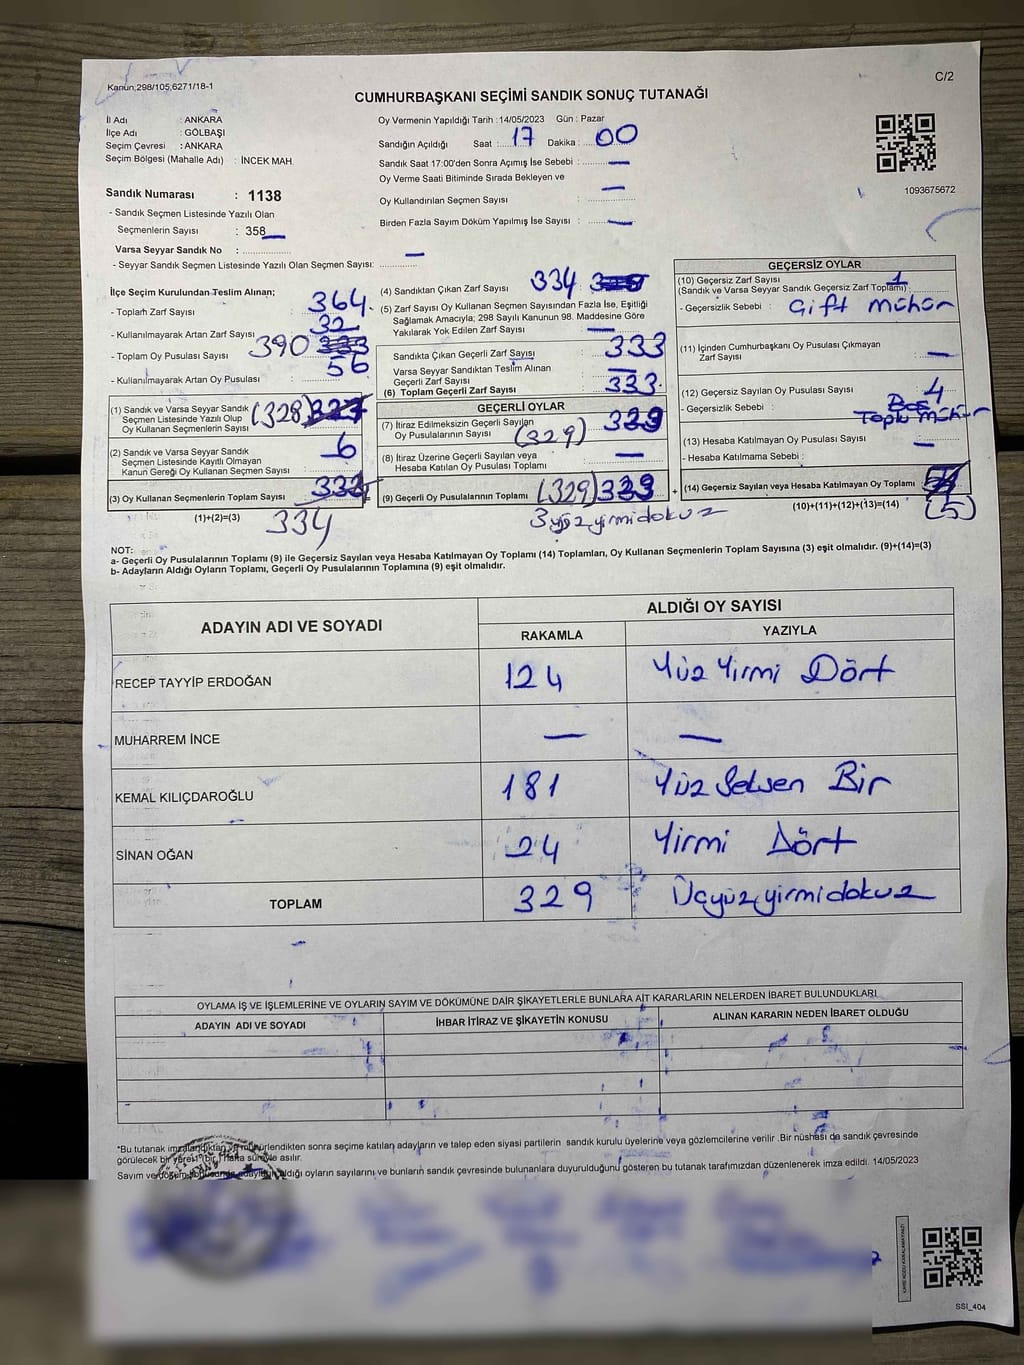 Kanun:298/105,6271/18-1
C/2
CUMHURBAŞKANI SEÇİMİ SANDIK SONUÇ TUTANAĞI
İl Adı : ANKARA
İlçe Adı : GÖLBAŞI
Seçim Çevresi : ANKARA
Seçim Bölgesi (Mahalle Adı) : İNCEK MAH.
Sandık Numarası : 1138
- Sandık Seçmen Listesinde Yazılı Olan
Seçmenlerin Sayısı : 358
Varsa Seyyar Sandık No :
- Seyyar Sandık Seçmen Listesinde Yazılı Olan Seçmen Sayısı: —
Oy Vermenin Yapıldığı Tarih : 14/05/2023 Gün : Pazar
Sandığın Açıldığı Saat : 17 Dakika : 00
Sandık Saat 17:00'den Sonra Açımış İse Sebebi : —
Oy Verme Saati Bitiminde Sırada Bekleyen ve
Oy Kullandırılan Seçmen Sayısı : —
Birden Fazla Sayım Döküm Yapılmış İse Sayısı : —
1093675672
İlçe Seçim Kurulundan Teslim Alınan;
- Toplam Zarf Sayısı : 364
- Kullanılmayarak Artan Zarf Sayısı : 32
- Toplam Oy Pusulası Sayısı : 390
- Kullanılmayarak Artan Oy Pusulası : 56
(1) Sandık ve Varsa Seyyar Sandık
Seçmen Listesinde Yazılı Olup
Oy Kullanan Seçmenlerin Sayısı (328)
(2) Sandık ve Varsa Seyyar Sandık
Seçmen Listesinde Kayıtlı Olmayan
Kanun Gereği Oy Kullanan Seçmen Sayısı : 6
(3) Oy Kullanan Seçmenlerin Toplam Sayısı
(1)+(2)=(3) 334
(4) Sandıktan Çıkan Zarf Sayısı : 334
(5) Zarf Sayısı Oy Kullanan Seçmen Sayısından Fazla İse, Eşitliği
Sağlamak Amacıyla; 298 Sayılı Kanunun 98. Maddesine Göre
Yakılarak Yok Edilen Zarf Sayısı : —
Sandıkta Çıkan Geçerli Zarf Sayısı : 333
Varsa Seyyar Sandıktan Teslim Alınan
Geçerli Zarf Sayısı : —
(6) Toplam Geçerli Zarf Sayısı : 333
GEÇERLİ OYLAR
(7) İtiraz Edilmeksizin Geçerli Sayılan
Oy Pusulalarının Sayısı (329)
(8) İtiraz Üzerine Geçerli Sayılan veya
Hesaba Katılan Oy Pusulası Toplamı : —
= (9) Geçerli Oy Pusulalarının Toplamı (329)
3yüzyirmidokuz
GEÇERSİZ OYLAR
(10) Geçersiz Zarf Sayısı : 1
(Sandık ve Varsa Seyyar Sandık Geçersiz Zarf Toplamı)
- Geçersizlik Sebebi : Çift mühür
(11) İçinden Cumhurbaşkanı Oy Pusulası Çıkmayan
Zarf Sayısı : —
(12) Geçersiz Sayılan Oy Pusulası Sayısı : 4
- Geçersizlik Sebebi :
(13) Hesaba Katılmayan Oy Pusulası Sayısı : —
- Hesaba Katılmama Sebebi :
+ (14) Geçersiz Sayılan veya Hesaba Katılmayan Oy Toplamı
(10)+(11)+(12)+(13)=(14) (5)
NOT:
a- Geçerli Oy Pusulalarının Toplamı (9) ile Geçersiz Sayılan veya Hesaba Katılmayan Oy Toplamı (14) Toplamları, Oy Kullanan Seçmenlerin Toplam Sayısına (3) eşit olmalıdır. (9)+(14)=(3)
b- Adayların Aldığı Oyların Toplamı, Geçerli Oy Pusulalarının Toplamına (9) eşit olmalıdır.
ADAYIN ADI VE SOYADI
ALDIĞI OY SAYISI
RAKAMLA YAZIYLA
RECEP TAYYİP ERDOĞAN 124 Yüz Yirmi Dört
MUHARREM İNCE — —
KEMAL KILIÇDAROĞLU 181 Yüz Seksen Bir
SİNAN OĞAN 24 Yirmi Dört
TOPLAM 329 Üçyüzyirmidokuz
OYLAMA İŞ VE İŞLEMLERİNE VE OYLARIN SAYIM VE DÖKÜMÜNE DAİR ŞİKAYETLERLE BUNLARA AİT KARARLARIN NELERDEN İBARET BULUNDUKLARI
ADAYIN ADI VE SOYADI İHBAR İTİRAZ VE ŞİKAYETİN KONUSU ALINAN KARARIN NEDEN İBARET OLDUĞU
*Bu tutanak imzalandıktan ve mühürlendikten sonra seçime katılan adayların ve talep eden siyasi partilerin sandık kurulu üyelerine veya gözlemcilerine verilir .Bir nüshası da sandık çevresinde
görülecek bir yere 1 (bir) hafta süreyle asılır.
Sayım ve döküm adayların aldığı oyların sayılarını ve bunların sandık çevresinde bulunanlara duyurulduğunu gösteren bu tutanak tarafımızdan düzenlenerek imza edildi. 14/05/2023
SSI_404